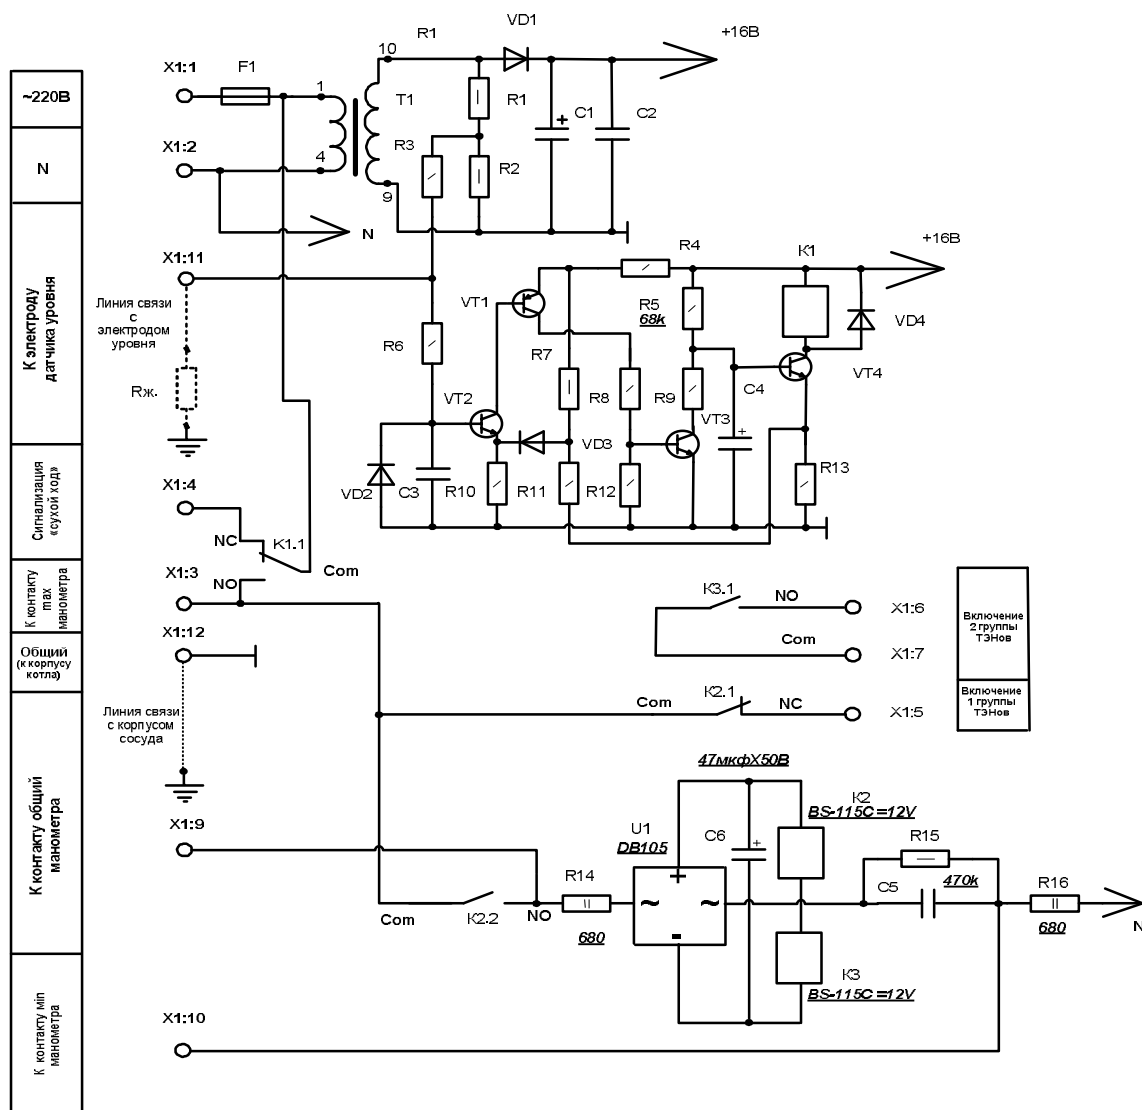 VD1
R1
+16В
10
X1:1
F1
~220В
1
T1
R1
C1
+
C2
X1:2
R3
4
R2
N
9
N
X1:11
R4
K1
+16В
К электроду
датчика уровня
Линия связи
с
электродом
уровня
VT1
R5
68k
VD4
R6
R7
VT4
Rж.
R8
R9
C4
VT2
VT3
+
VD3
R13
X1:4
VD2
C3
R10
R11
R12
Сигнализация
«сухой ход»
NC
K1.1
Com
X1:3
NO
К контакту
max
манометра
K3.1
NO
X1:6
Включение
2 группы
ТЭНов
X1:12
Общий
(к корпусу
котла)
Com
X1:7
Линия связи
с корпусом
сосуда
Com
K2.1
NC
X1:5
Включение
1 группы
ТЭНов
47мкфX50В
К контакту общий
манометра
K2
BS-115C=12V
X1:9
U1
DB105
C6
+
R15
R14
+
C5
470k
R16
~
~
Com
K2.2
NO
680
-
680
N
K3
BS-115C=12V
X1:10
К контакту min
манометра